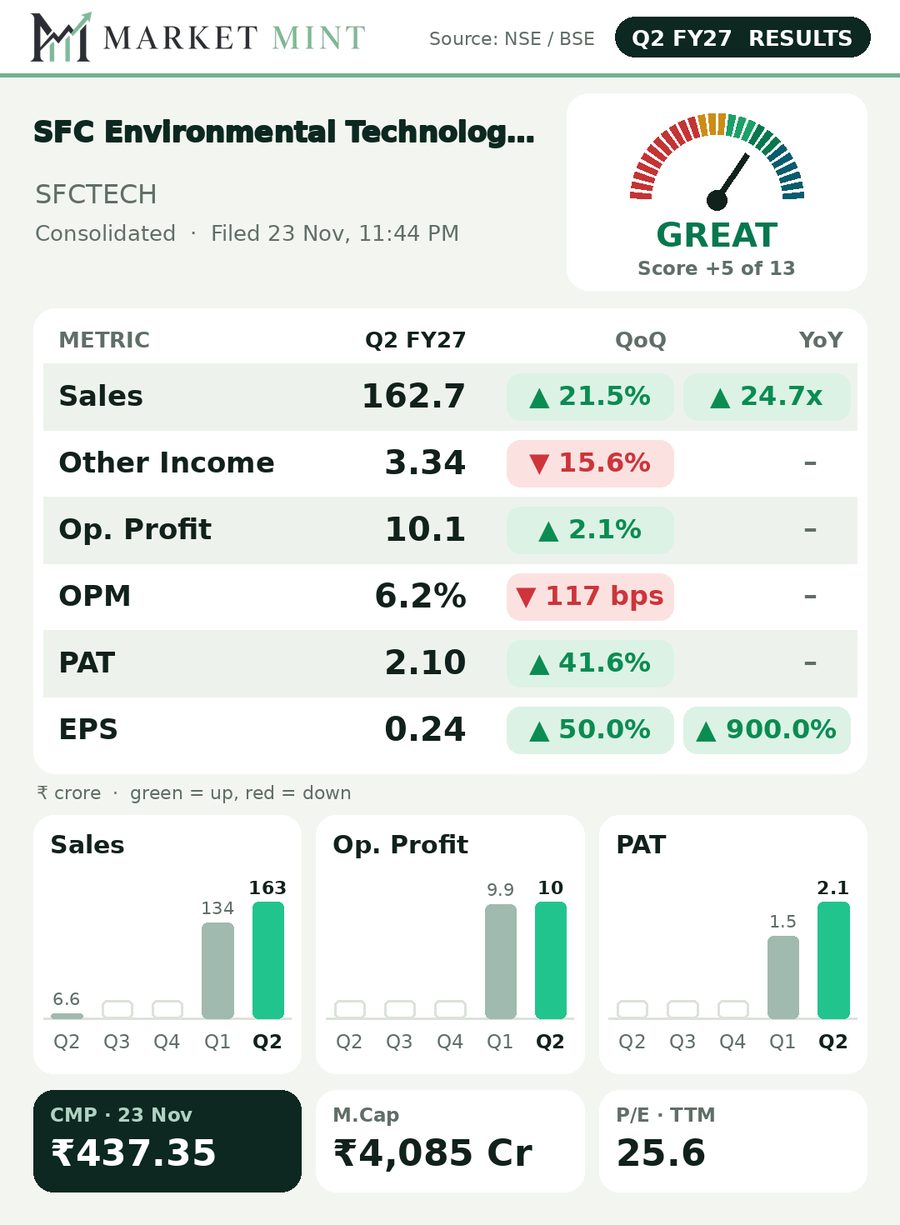 MARKET MINT
Source: NSE / BSE
Q2 FY27 RESULTS
SFC Environmental Technolog...
SFCTECH
Consolidated · Filed 23 Nov, 11:44 PM
GREAT
Score +5 of 13
METRIC Q2 FY27 QoQ YoY
Sales 162.7 ▲ 21.5% ▲ 24.7x
Other Income 3.34 ▼ 15.6% –
Op. Profit 10.1 ▲ 2.1% –
OPM 6.2% ▼ 117 bps –
PAT 2.10 ▲ 41.6% –
EPS 0.24 ▲ 50.0% ▲ 900.0%
₹ crore · green = up, red = down
Sales
6.6 134 163
Q2 Q3 Q4 Q1 Q2
Op. Profit
9.9 10
Q2 Q3 Q4 Q1 Q2
PAT
1.5 2.1
Q2 Q3 Q4 Q1 Q2
CMP · 23 Nov
₹437.35
M.Cap
₹4,085 Cr
P/E · TTM
25.6